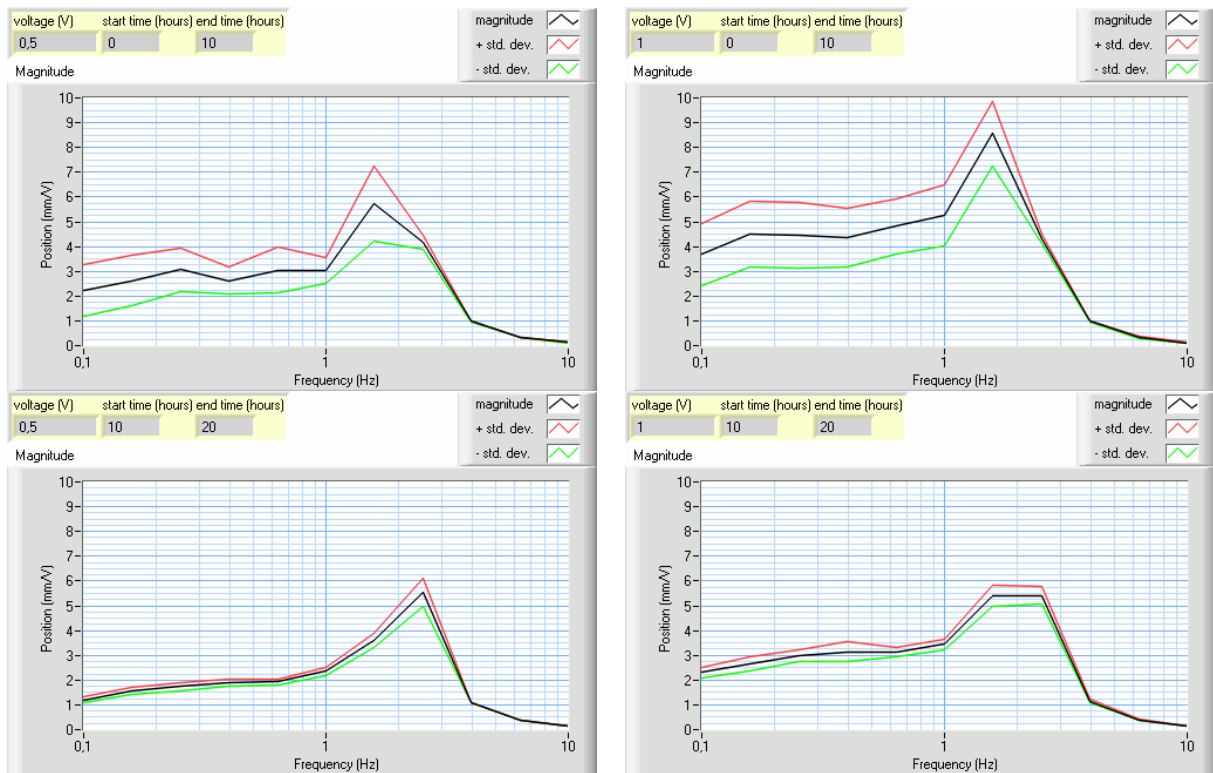 voltage (V) start time (hours) end time (hours)
0,5 0 10
magnitude
+ std. dev.
- std. dev.
Magnitude
10
9
8
7
6
5
4
3
2
1
0
Position (mm/V)
0,1 1 10
Frequency (Hz)
voltage (V) start time (hours) end time (hours)
1 0 10
magnitude
+ std. dev.
- std. dev.
Magnitude
10
9
8
7
6
5
4
3
2
1
0
Position (mm/V)
0,1 1 10
Frequency (Hz)
voltage (V) start time (hours) end time (hours)
0,5 10 20
magnitude
+ std. dev.
- std. dev.
Magnitude
10
9
8
7
6
5
4
3
2
1
0
Position (mm/V)
0,1 1 10
Frequency (Hz)
voltage (V) start time (hours) end time (hours)
1 10 20
magnitude
+ std. dev.
- std. dev.
Magnitude
10
9
8
7
6
5
4
3
2
1
0
Position (mm/V)
0,1 1 10
Frequency (Hz)